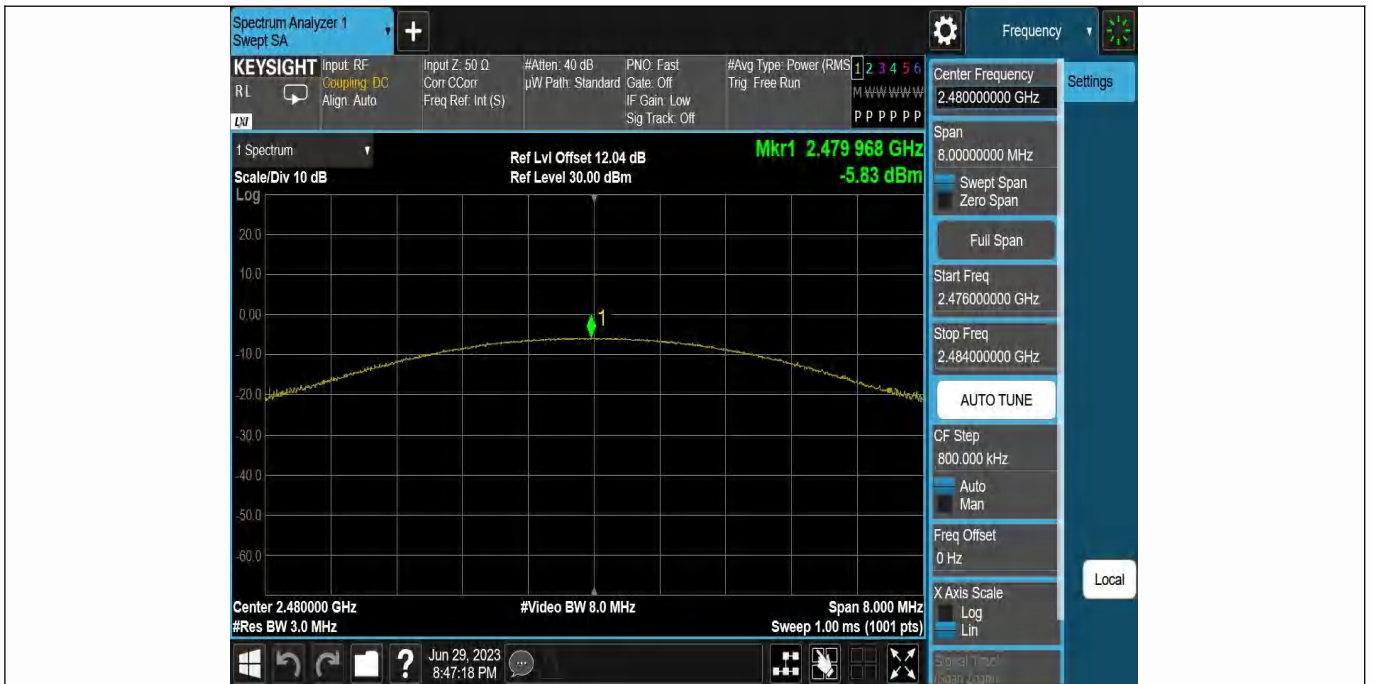 Spectrum Analyzer 1
Swept SA
+
Frequency
KEYSIGHT
RL
LXI
Input: RF
Coupling: DC
Align: Auto
Input Z: 50 Ω
Corr CCorr
Freq Ref: Int (S)
#Atten: 40 dB
µW Path: Standard
PNO: Fast
Gate: Off
IF Gain: Low
Sig Track: Off
#Avg Type: Power (RMS
Trig: Free Run
1 2 3 4 5 6
M W W W W W
P P P P P P
1 Spectrum
Scale/Div 10 dB
Log
Ref Lvl Offset 12.04 dB
Ref Level 30.00 dBm
Mkr1 2.479 968 GHz
-5.83 dBm
20.0
10.0
0.00
1
-10.0
-20.0
-30.0
-40.0
-50.0
-60.0
Center 2.480000 GHz
#Res BW 3.0 MHz
#Video BW 8.0 MHz
Span 8.000 MHz
Sweep 1.00 ms (1001 pts)
Center Frequency
2.480000000 GHz
Settings
Span
8.00000000 MHz
Swept Span
Zero Span
Full Span
Start Freq
2.476000000 GHz
Stop Freq
2.484000000 GHz
AUTO TUNE
CF Step
800.000 kHz
Auto
Man
Freq Offset
0 Hz
X Axis Scale
Log
Lin
Signal Track
(Span Zoom)
Local
?
Jun 29, 2023
8:47:18 PM